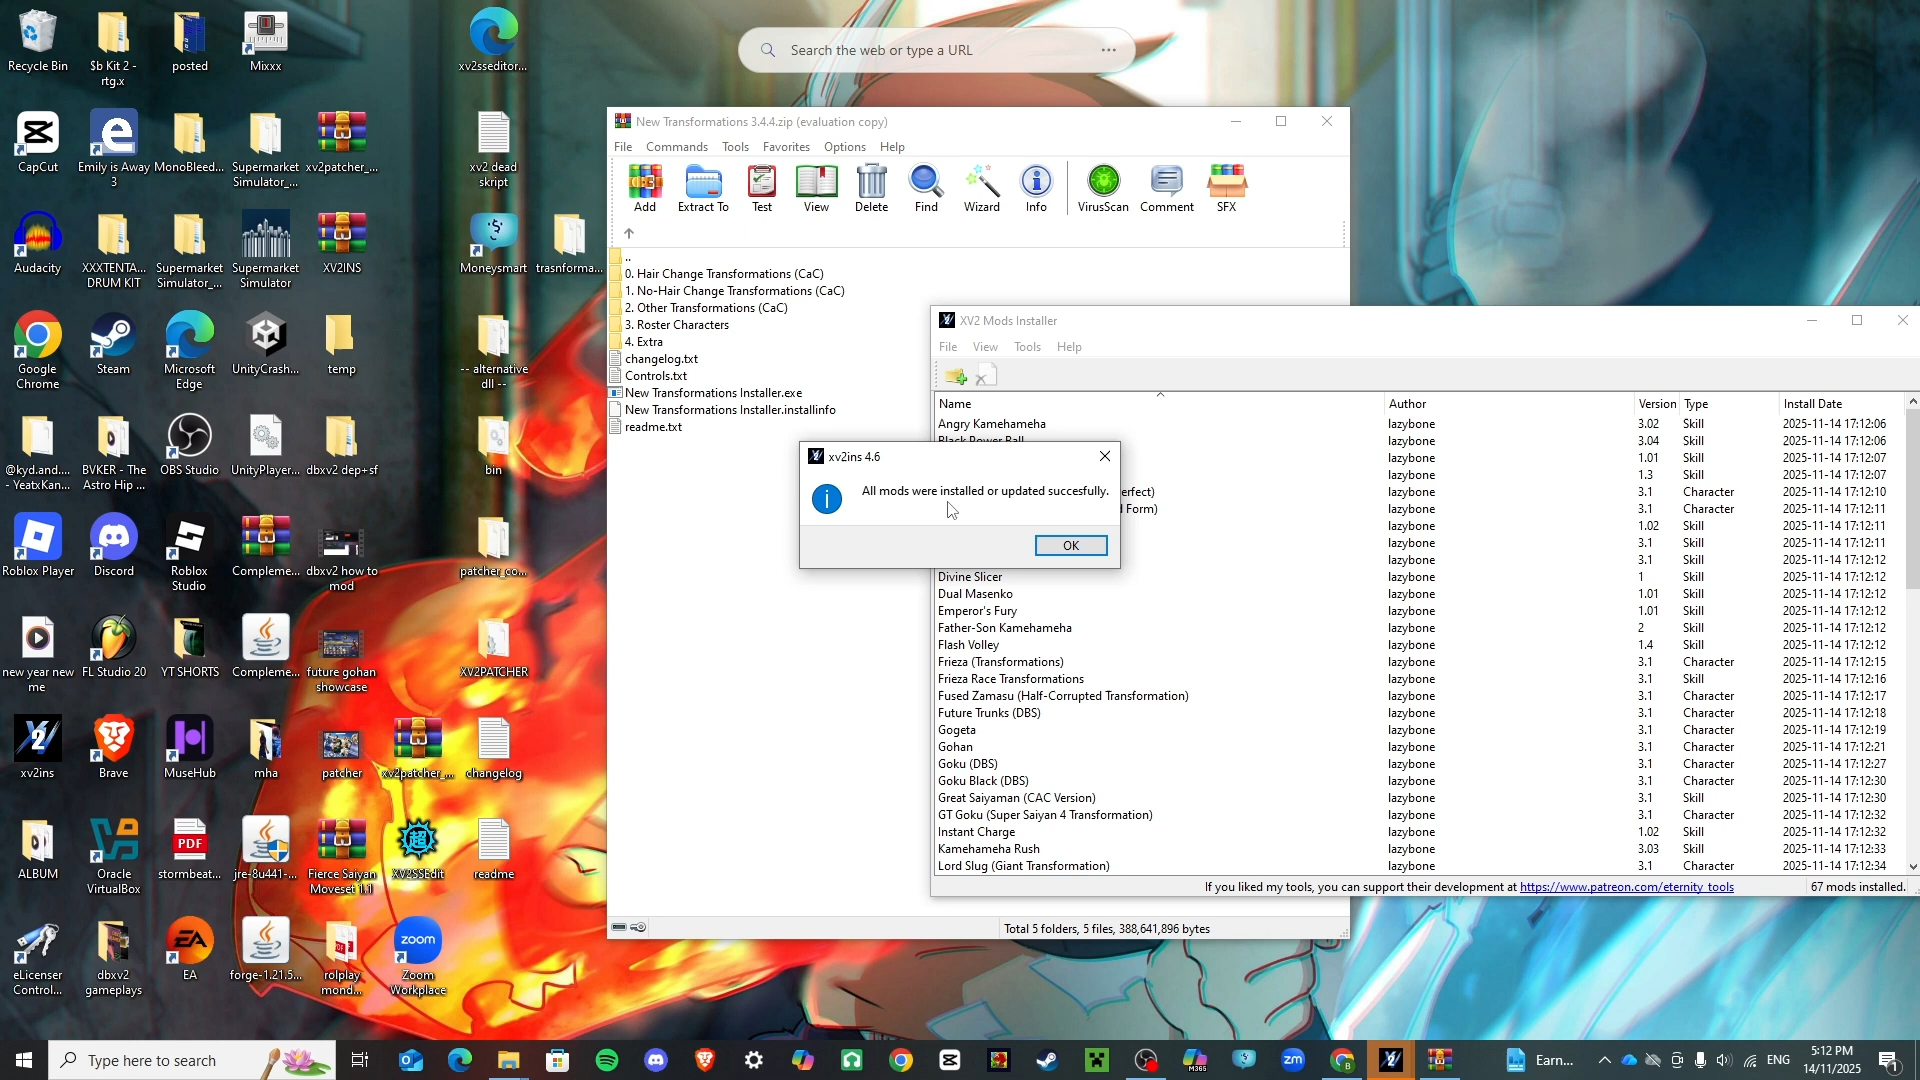 Recycle Bin
$b Kit 2 -
rtg.x
posted
Mixxx
xv2sseditor...
CapCut
Emily is Away
3
MonoBleed...
Supermarket
Simulator_...
xv2patcher_...
xv2 dead
skript
Audacity
XXXTENTA...
DRUM KIT
Supermarket
Simulator_...
Supermarket
Simulator
XV2INS
Moneysmart
trasnforma...
Google
Chrome
Steam
Microsoft
Edge
UnityCrash...
temp
-- alternative
dll --
@kyd.and....
- YeatxKan...
BVKER - The
Astro Hip ...
OBS Studio
UnityPlayer...
dbxv2 dep+sf
bin
Roblox Player
Discord
Roblox
Studio
Compleme...
dbxv2 how to
mod
patcher_co...
new year new
me
FL Studio 20
YT SHORTS
Compleme...
future gohan
showcase
XV2PATCHER
xv2ins
Brave
MuseHub
mha
patcher
xv2patcher_...
changelog
ALBUM
Oracle
VirtualBox
PDF
stormbeat...
jre-8u441-...
Fierce Saiyan
Moveset 1.1
XV2SSEdit
readme
eLicenser
Control...
dbxv2
gameplays
EA
forge-1.21.5...
rolplay
mond...
zoom
Zoom
Workplace
Search the web or type a URL
New Transformations 3.4.4.zip (evaluation copy)
File Commands Tools Favorites Options Help
Add Extract To Test View Delete Find Wizard Info VirusScan Comment SFX
..
0. Hair Change Transformations (CaC)
1. No-Hair Change Transformations (CaC)
2. Other Transformations (CaC)
3. Roster Characters
4. Extra
changelog.txt
Controls.txt
New Transformations Installer.exe
New Transformations Installer.installinfo
readme.txt
Total 5 folders, 5 files, 388,641,896 bytes
xv2ins 4.6
All mods were installed or updated succesfully.
OK
XV2 Mods Installer
File View Tools Help
Name Author Version Type Install Date
Angry Kamehameha lazybone 3.02 Skill 2025-11-14 17:12:06
Black Power Ball lazybone 3.04 Skill 2025-11-14 17:12:06
lazybone 1.01 Skill 2025-11-14 17:12:07
lazybone 1.3 Skill 2025-11-14 17:12:07
erfect) lazybone 3.1 Character 2025-11-14 17:12:10
Form) lazybone 3.1 Character 2025-11-14 17:12:11
lazybone 1.02 Skill 2025-11-14 17:12:11
lazybone 3.1 Skill 2025-11-14 17:12:11
lazybone 3.1 Skill 2025-11-14 17:12:12
Divine Slicer lazybone 1 Skill 2025-11-14 17:12:12
Dual Masenko lazybone 1.01 Skill 2025-11-14 17:12:12
Emperor's Fury lazybone 1.01 Skill 2025-11-14 17:12:12
Father-Son Kamehameha lazybone 2 Skill 2025-11-14 17:12:12
Flash Volley lazybone 1.4 Skill 2025-11-14 17:12:12
Frieza (Transformations) lazybone 3.1 Character 2025-11-14 17:12:15
Frieza Race Transformations lazybone 3.1 Skill 2025-11-14 17:12:16
Fused Zamasu (Half-Corrupted Transformation) lazybone 3.1 Character 2025-11-14 17:12:17
Future Trunks (DBS) lazybone 3.1 Character 2025-11-14 17:12:18
Gogeta lazybone 3.1 Character 2025-11-14 17:12:19
Gohan lazybone 3.1 Character 2025-11-14 17:12:21
Goku (DBS) lazybone 3.1 Character 2025-11-14 17:12:27
Goku Black (DBS) lazybone 3.1 Character 2025-11-14 17:12:30
Great Saiyaman (CAC Version) lazybone 3.1 Skill 2025-11-14 17:12:30
GT Goku (Super Saiyan 4 Transformation) lazybone 3.1 Character 2025-11-14 17:12:32
Instant Charge lazybone 1.02 Skill 2025-11-14 17:12:32
Kamehameha Rush lazybone 3.03 Skill 2025-11-14 17:12:33
Lord Slug (Giant Transformation) lazybone 3.1 Character 2025-11-14 17:12:34
If you liked my tools, you can support their development at https://www.patreon.com/eternity_tools 67 mods installed.
Type here to search
M365
zm
Earn...
ENG
5:12 PM
14/11/2025
1